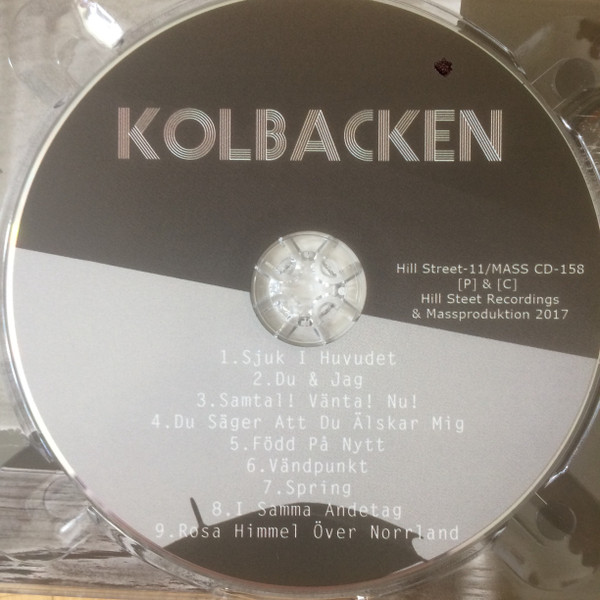 KOLBACKEN
Hill Street-11/MASS CD-158
[P] & [C]
Hill Steet Recordings
& Massproduktion 2017
1.Sjuk I Huvudet
2.Du & Jag
3.Samtal! Vänta! Nu!
4.Du Säger Att Du Älskar Mig
5.Född På Nytt
6.Vändpunkt
7.Spring
8.I Samma Andetag
9.Rosa Himmel Över Norrland